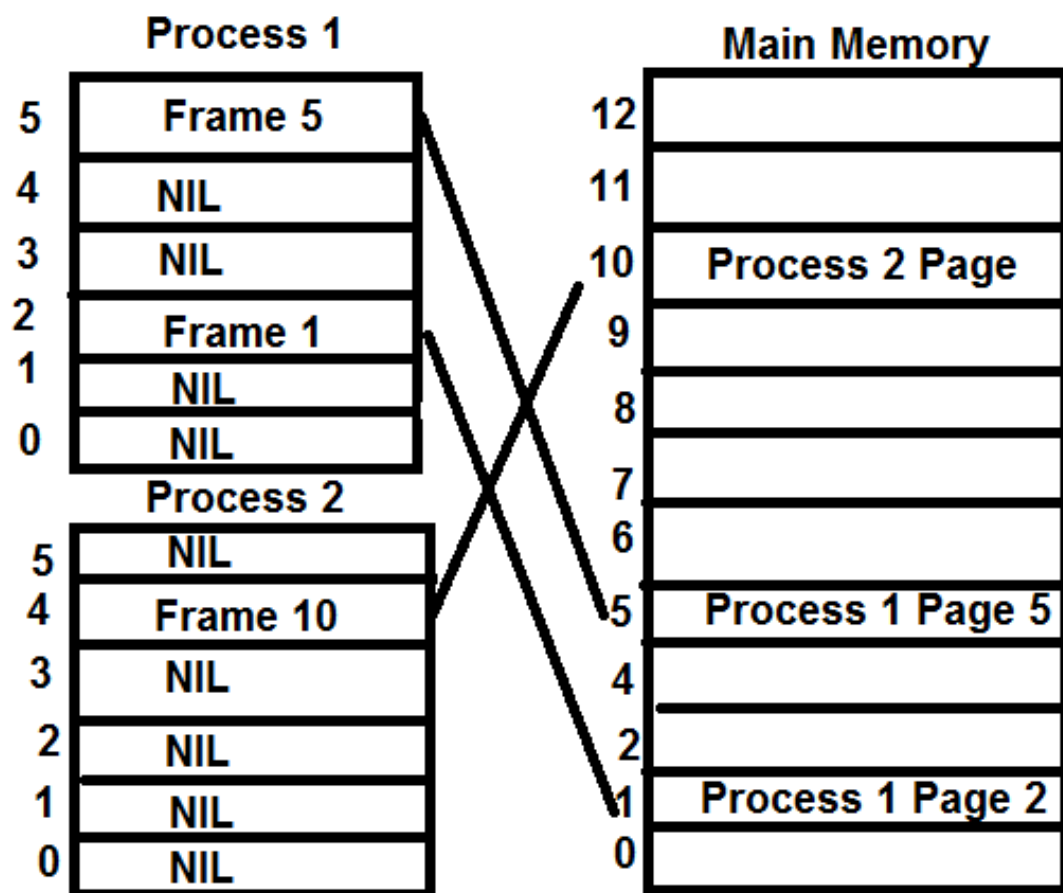 Process 1
5 Frame 5
4 NIL
3 NIL
2 Frame 1
1 NIL
0 NIL
Process 2
5 NIL
4 Frame 10
3 NIL
2 NIL
1 NIL
0 NIL
Main Memory
12
11
10 Process 2 Page
9
8
7
6
5 Process 1 Page 5
4
2
1 Process 1 Page 2
0